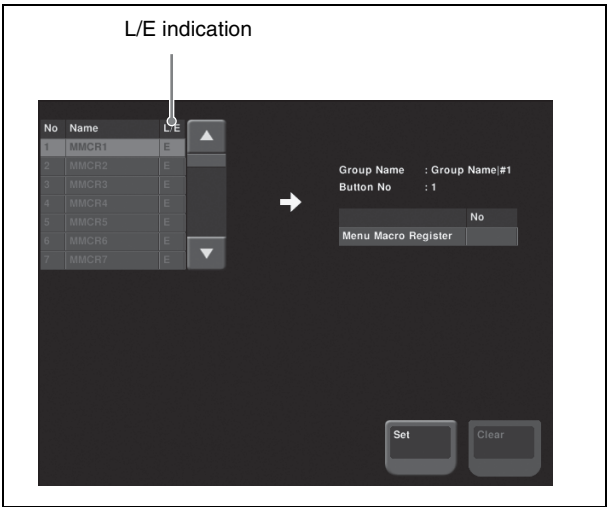 L/E indication
No Name L/E
1 MMCR1 E
2 MMCR2 E
3 MMCR3 E
4 MMCR4 E
5 MMCR5 E
6 MMCR6 E
7 MMCR7 E
Group Name : Group Name|#1
Button No : 1
No
Menu Macro Register
Set
Clear